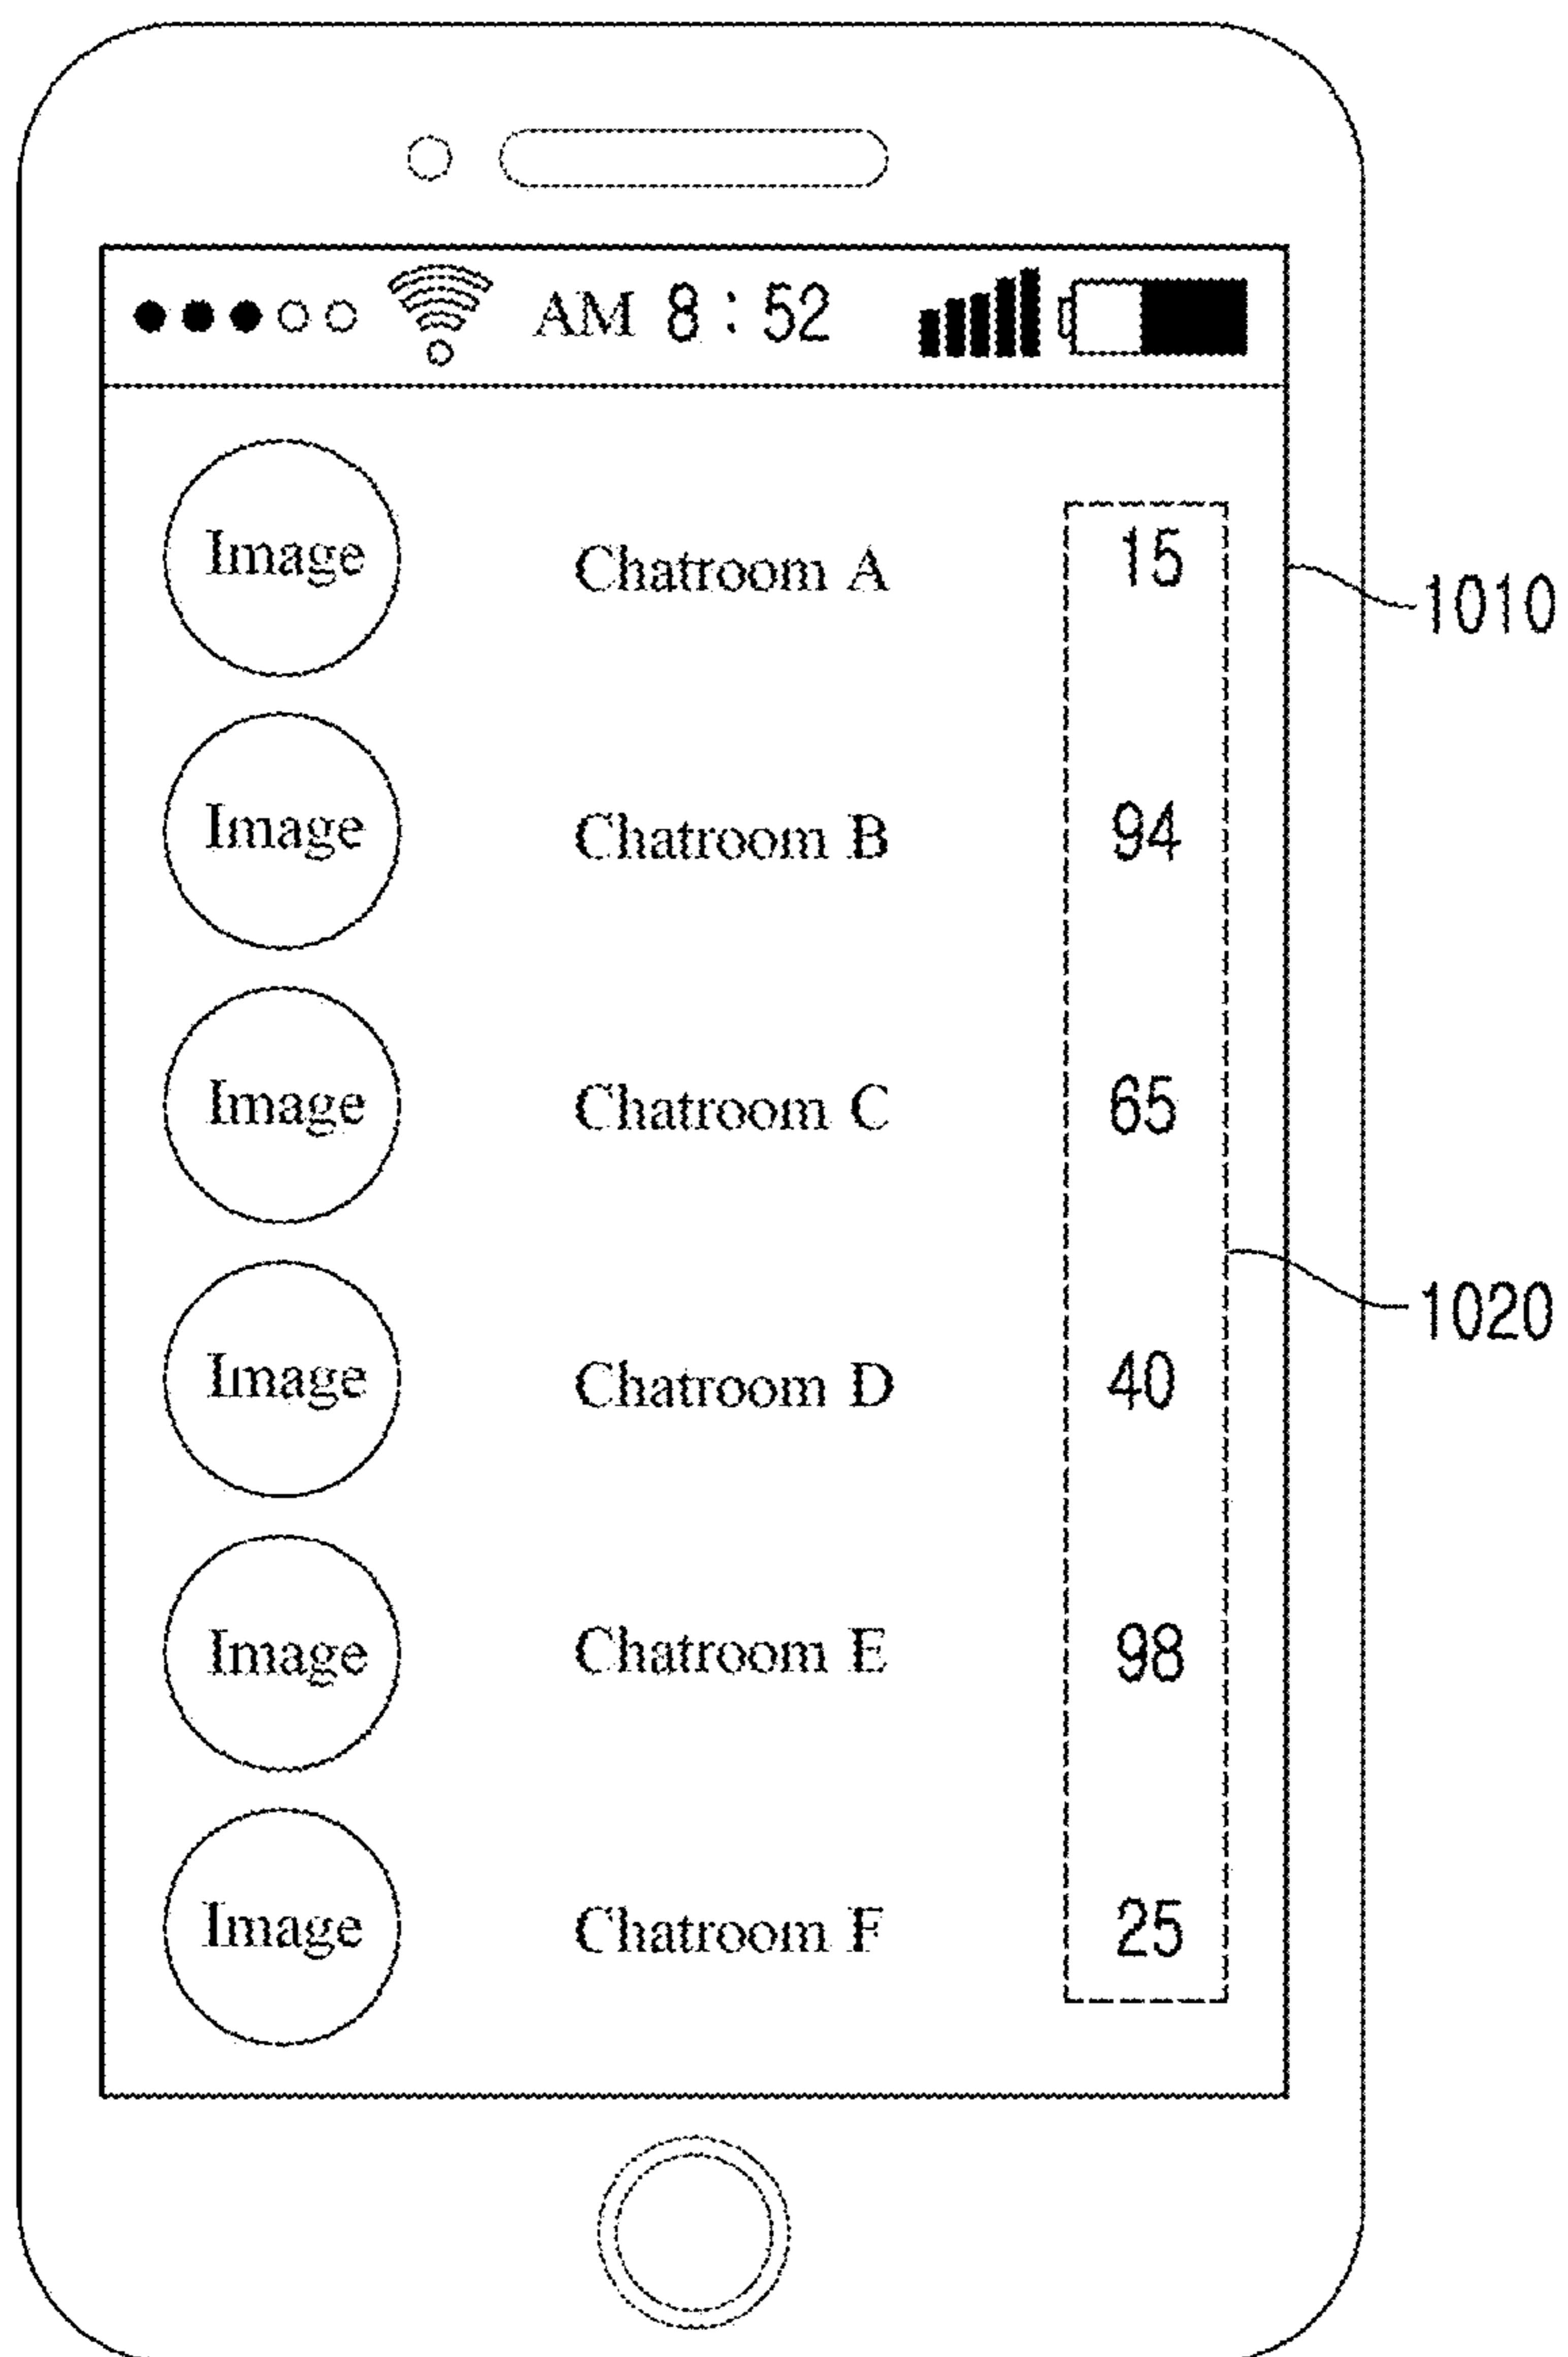 AM 8 : 52
Image Chatroom A 15
1010
Image Chatroom B 94
Image Chatroom C 65
1020
Image Chatroom D 40
Image Chatroom E 98
Image Chatroom F 25